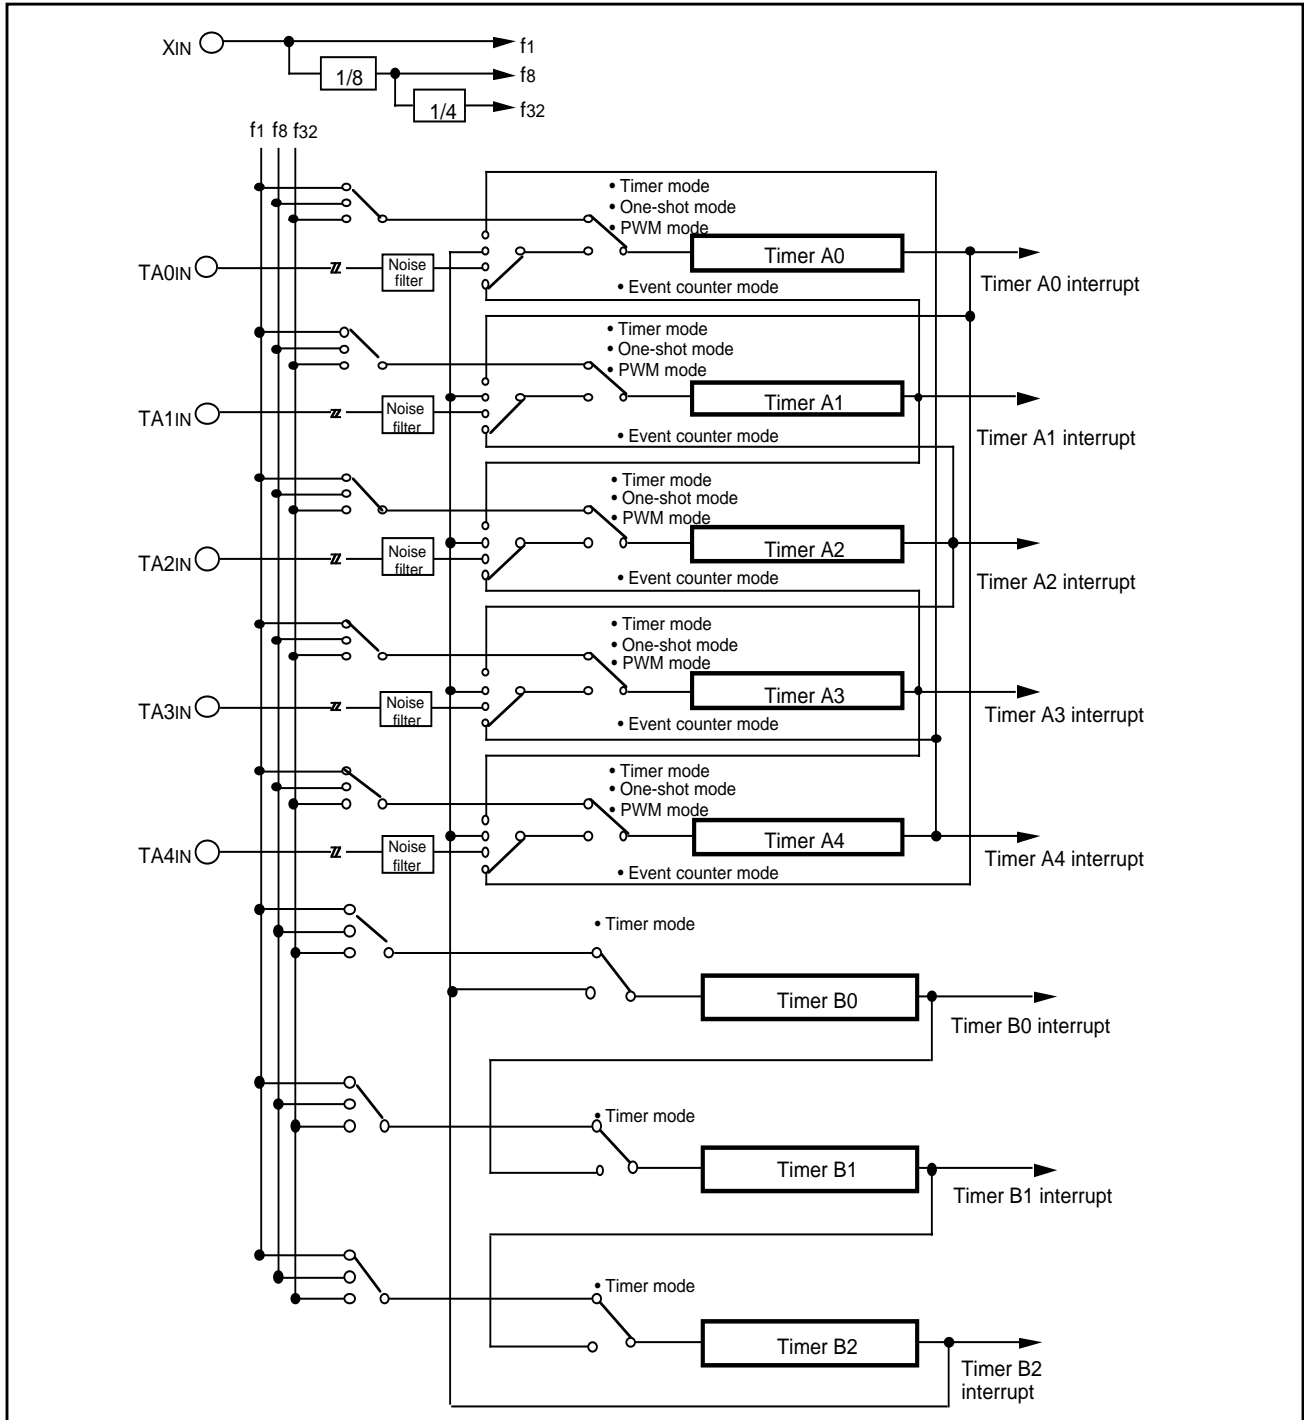 XIN
f1
1/8
f8
1/4
f32
f1 f8 f32
• Timer mode
• One-shot mode
• PWM mode
Timer A0
TA0IN
Noise
filter
• Event counter mode
Timer A0 interrupt
• Timer mode
• One-shot mode
• PWM mode
Timer A1
TA1IN
Noise
filter
• Event counter mode
Timer A1 interrupt
• Timer mode
• One-shot mode
• PWM mode
Timer A2
TA2IN
Noise
filter
• Event counter mode
Timer A2 interrupt
• Timer mode
• One-shot mode
• PWM mode
Timer A3
TA3IN
Noise
filter
• Event counter mode
Timer A3 interrupt
• Timer mode
• One-shot mode
• PWM mode
Timer A4
TA4IN
Noise
filter
• Event counter mode
Timer A4 interrupt
• Timer mode
Timer B0
Timer B0 interrupt
• Timer mode
Timer B1
Timer B1 interrupt
• Timer mode
Timer B2
Timer B2
interrupt